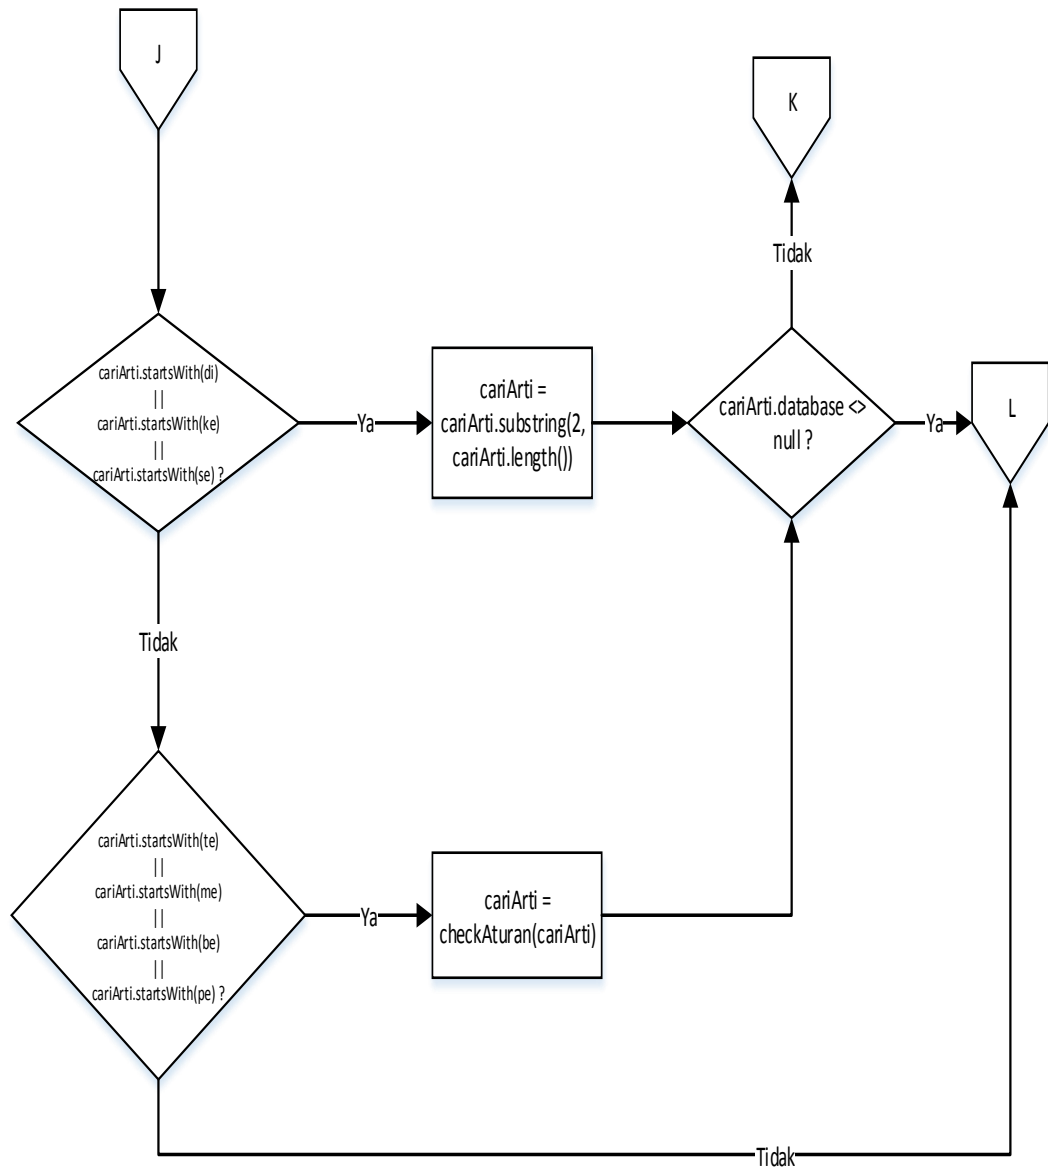 J
K
Tidak
cariArti.startsWith(di)
||
cariArti.startsWith(ke)
||
cariArti.startsWith(se) ?
Ya
cariArti =
cariArti.substring(2,
cariArti.length())
cariArti.database <>
null ?
Ya
L
Tidak
cariArti.startsWith(te)
||
cariArti.startsWith(me)
||
cariArti.startsWith(be)
||
cariArti.startsWith(pe) ?
Ya
cariArti =
checkAturan(cariArti)
Tidak